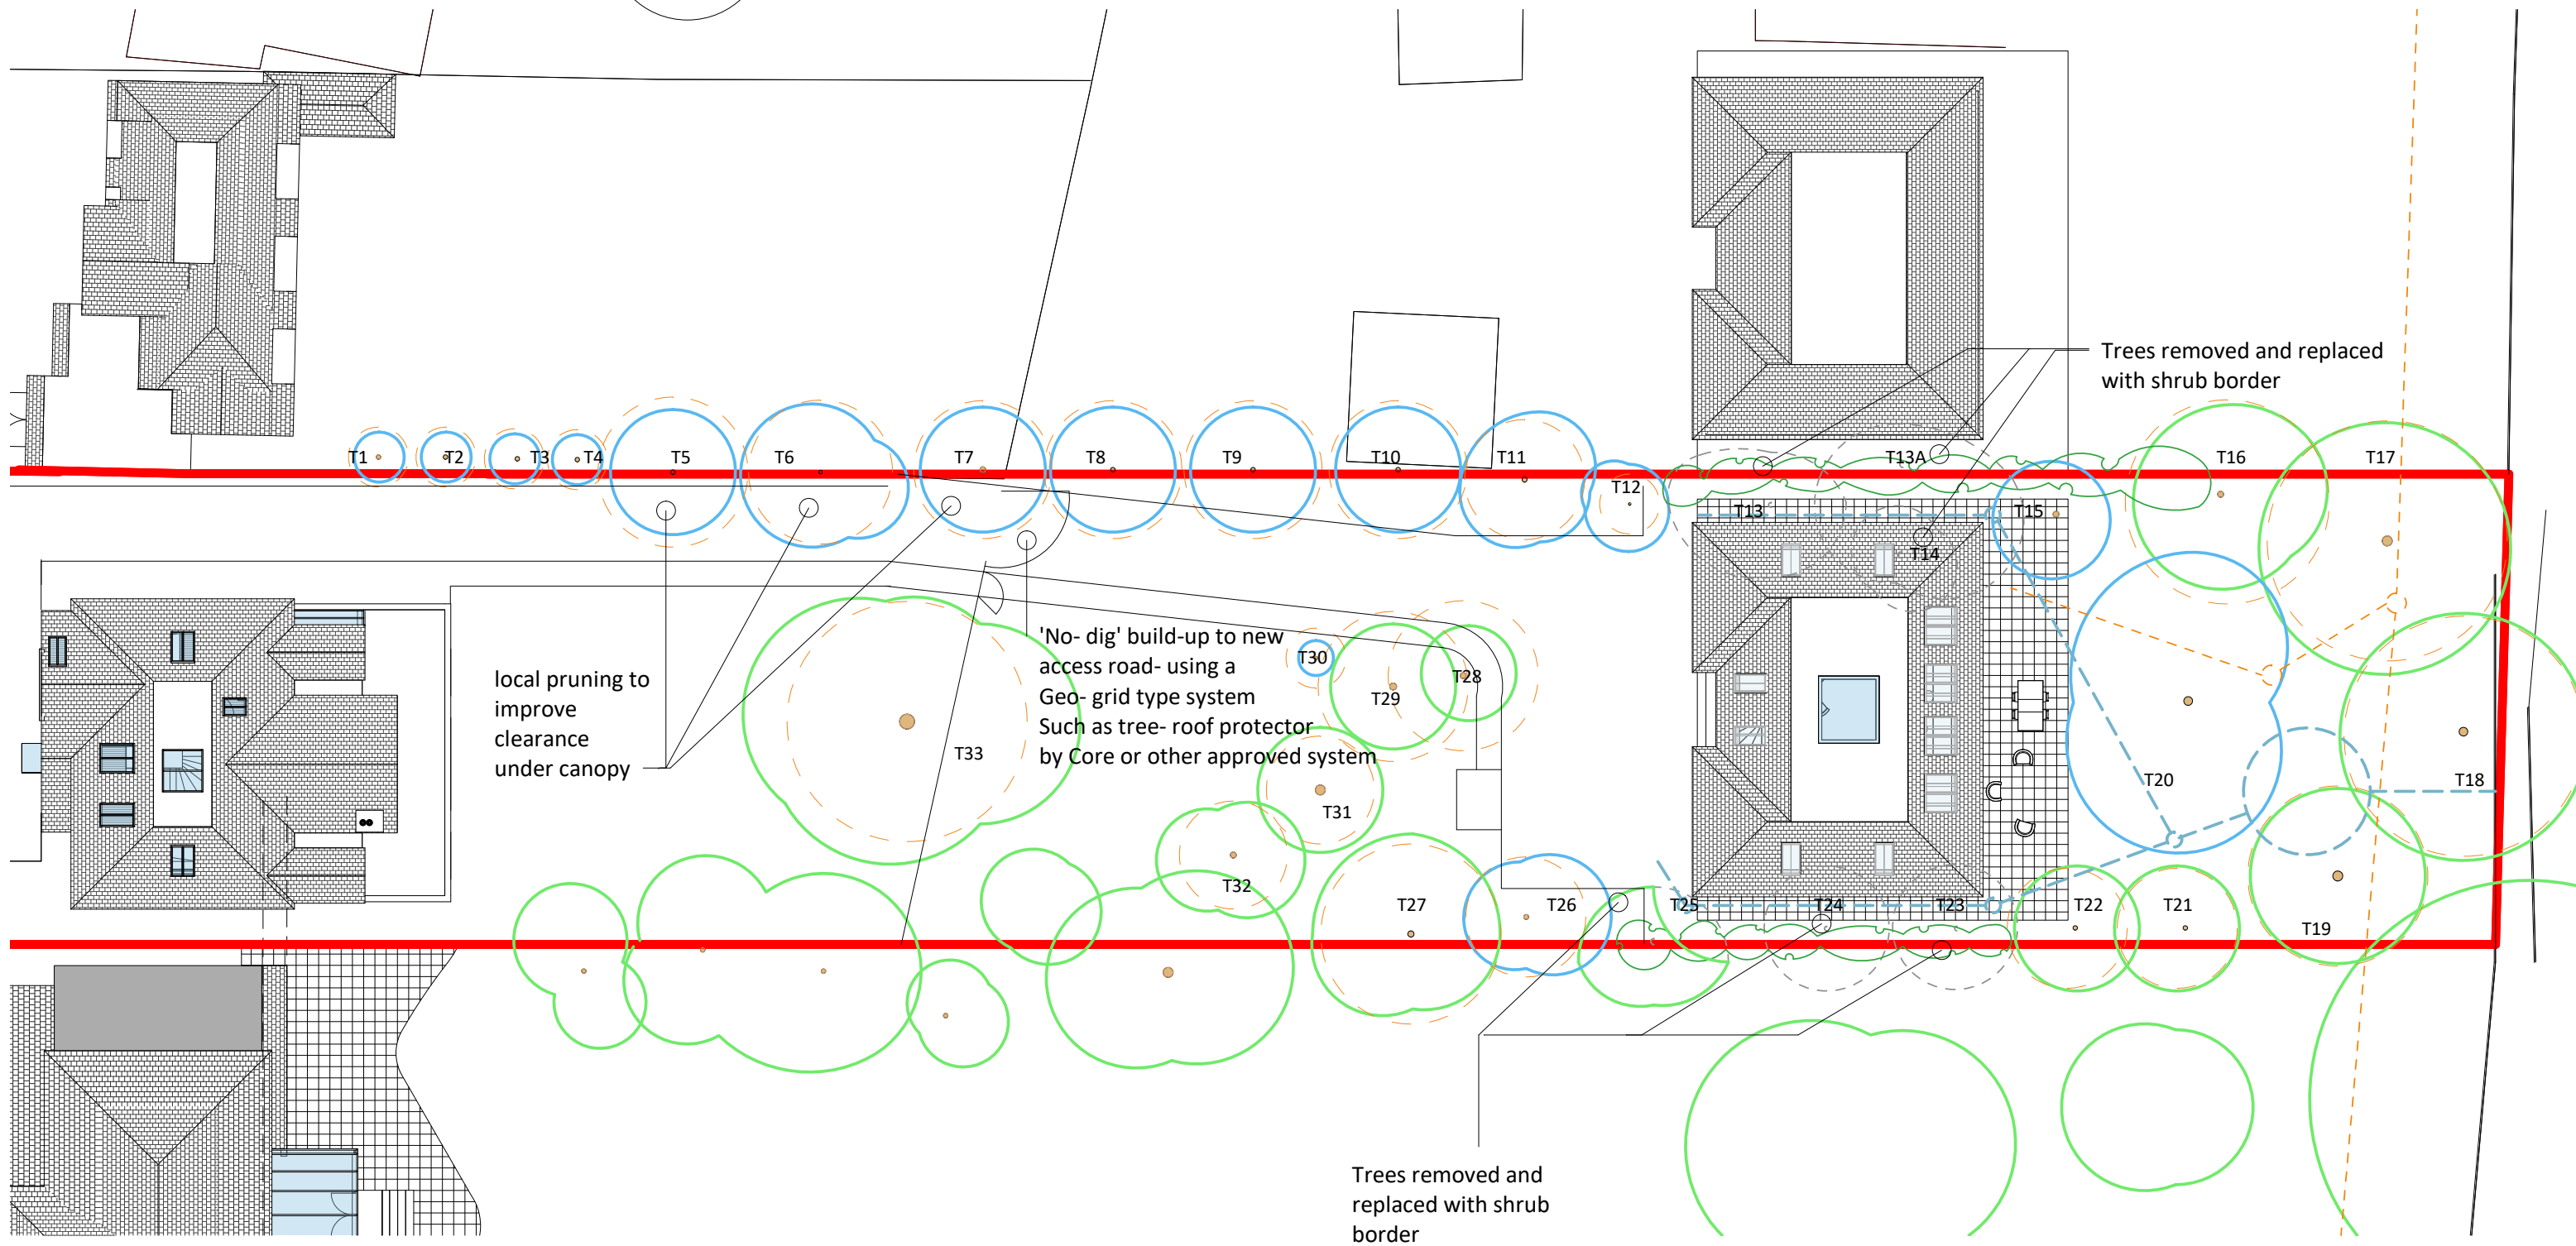 Trees removed and replaced
with shrub border
T1
T2
T3
T4
T5
T6
T7
T8
T9
T10
T11
T12
T13A
T16
T17
T13
T15
T14
'No- dig' build-up to new
access road- using a
Geo- grid type system
Such as tree- roof protector
by Core or other approved system
local pruning to
improve
clearance
under canopy
T30
T28
T29
T33
T31
T20
T18
T32
T27
T26
T25
T24
T23
T22
T21
T19
Trees removed and
replaced with shrub
border